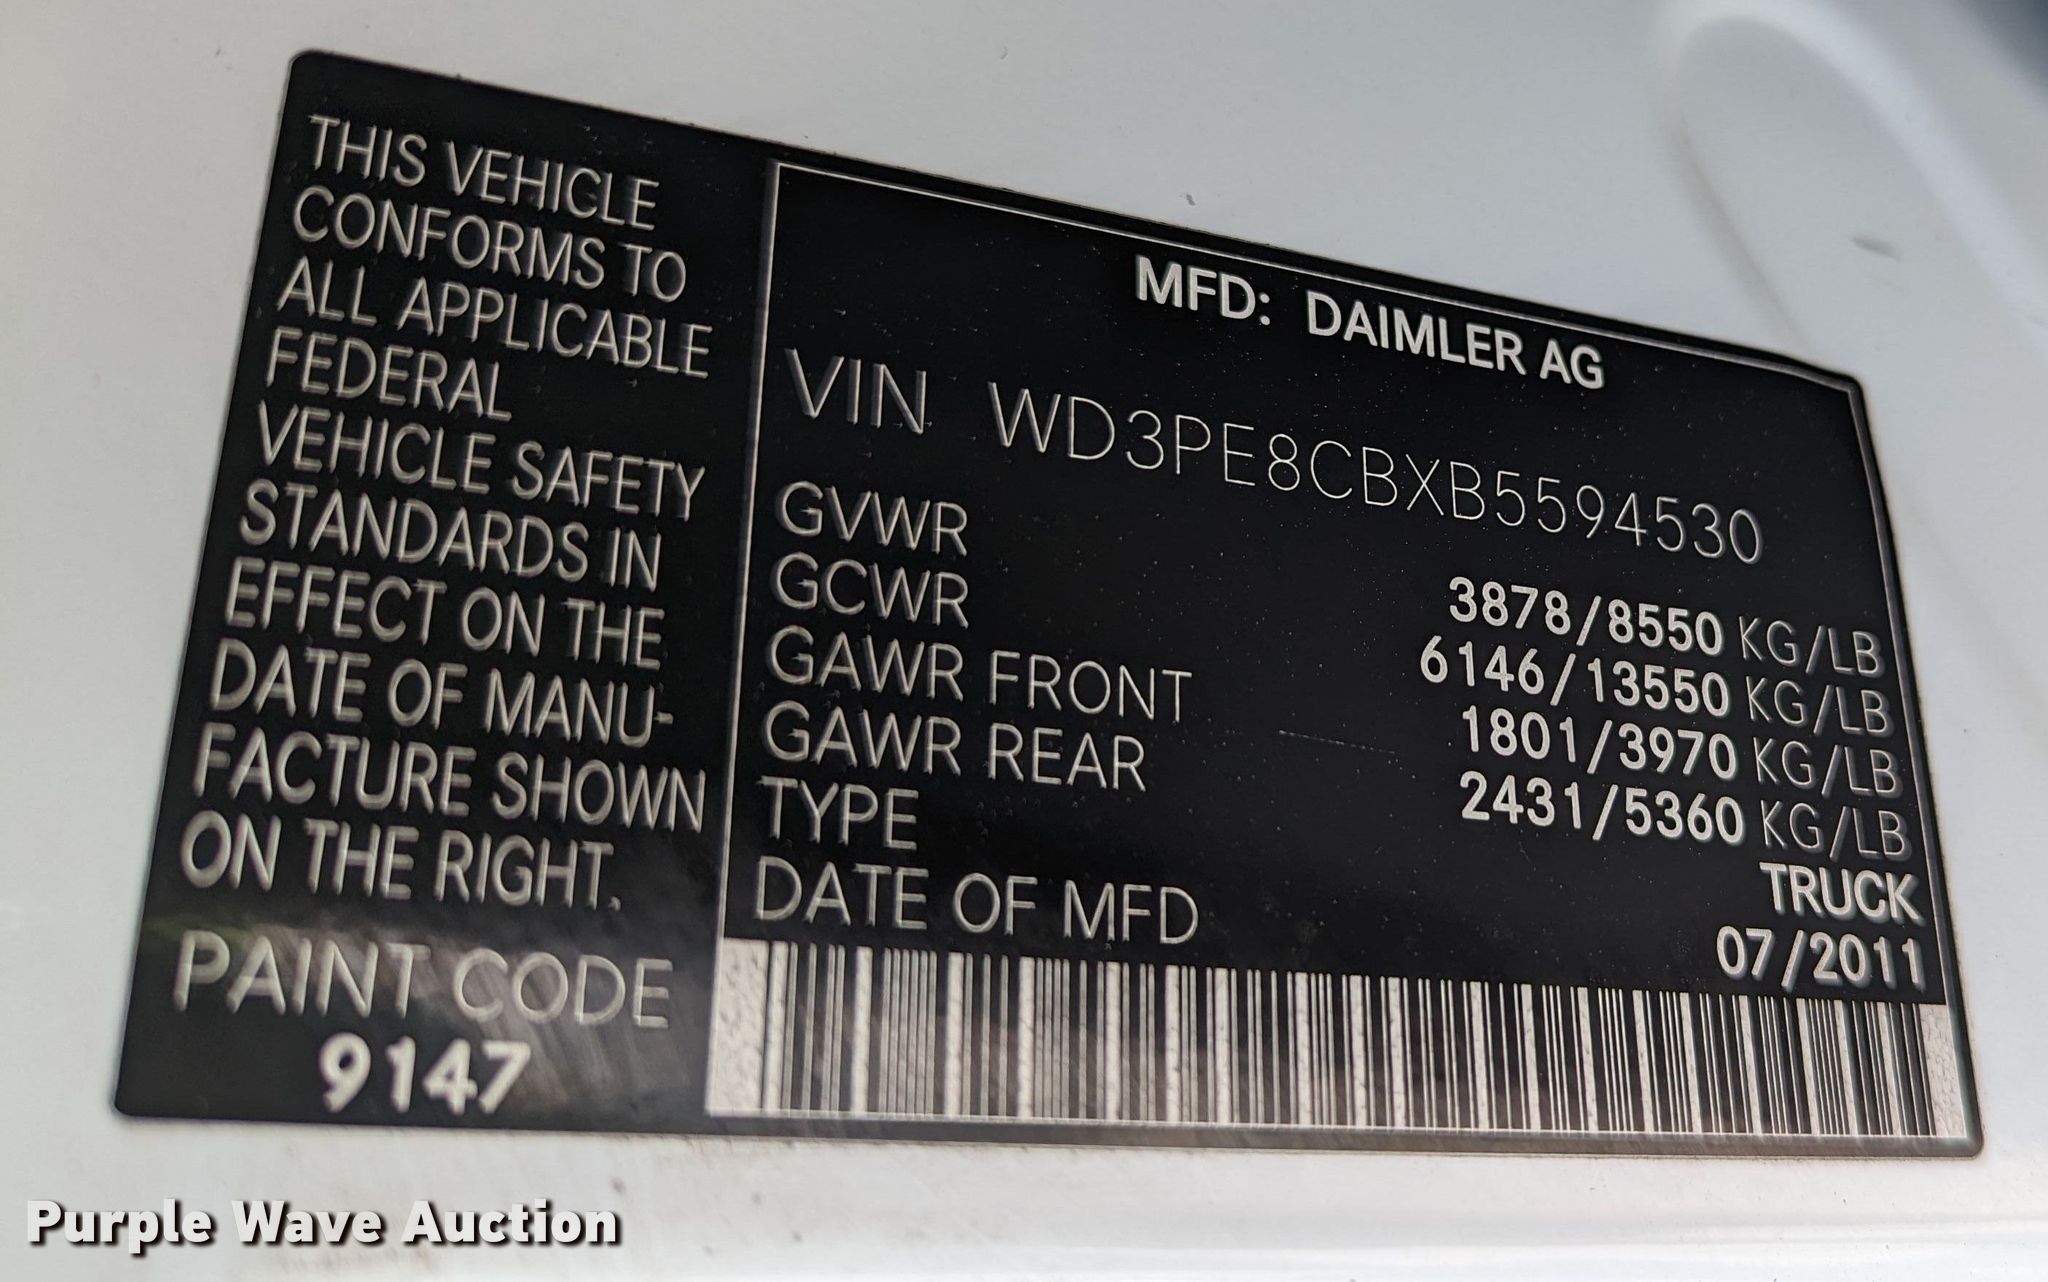 THIS VEHICLE
CONFORMS TO
ALL APPLICABLE
FEDERAL
VEHICLE SAFETY
STANDARDS IN
EFFECT ON THE
DATE OF MANU-
FACTURE SHOWN
ON THE RIGHT.
PAINT CODE
9147
MFD: DAIMLER AG
VIN WD3PE8CBXB5594530
GVWR 3878/8550 KG/LB
GCWR 6146/13550 KG/LB
GAWR FRONT 1801/3970 KG/LB
GAWR REAR 2431/5360 KG/LB
TYPE TRUCK
DATE OF MFD 07/2011
Purple Wave Auction